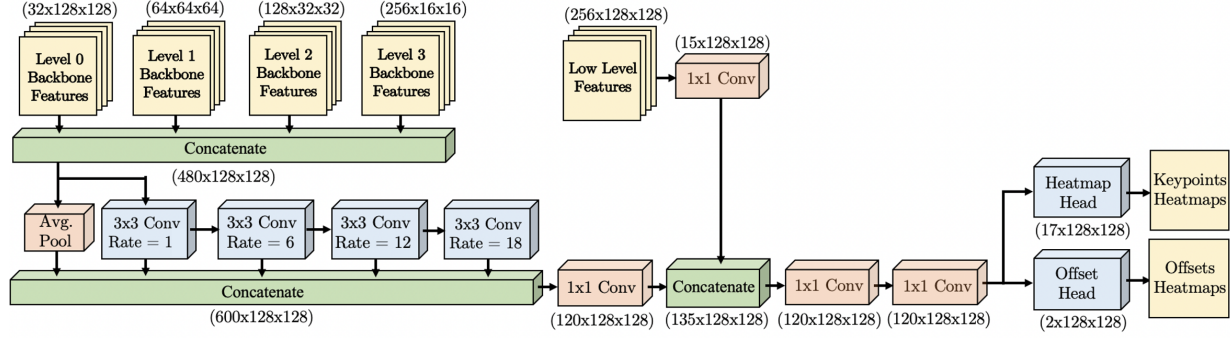 (32x128x128)
(64x64x64)
(128x32x32)
(256x16x16)
Level 0
Backbone
Features
Level 1
Backbone
Features
Level 2
Backbone
Features
Level 3
Backbone
Features
Concatenate
(480x128x128)
Avg.
Pool
3x3 Conv
Rate = 1
3x3 Conv
Rate = 6
3x3 Conv
Rate = 12
3x3 Conv
Rate = 18
Concatenate
(600x128x128)
(256x128x128)
Low Level
Features
(15x128x128)
1x1 Conv
1x1 Conv
(120x128x128)
Concatenate
(135x128x128)
1x1 Conv
(120x128x128)
1x1 Conv
(120x128x128)
Heatmap
Head
(17x128x128)
Keypoints
Heatmaps
Offset
Head
(2x128x128)
Offsets
Heatmaps